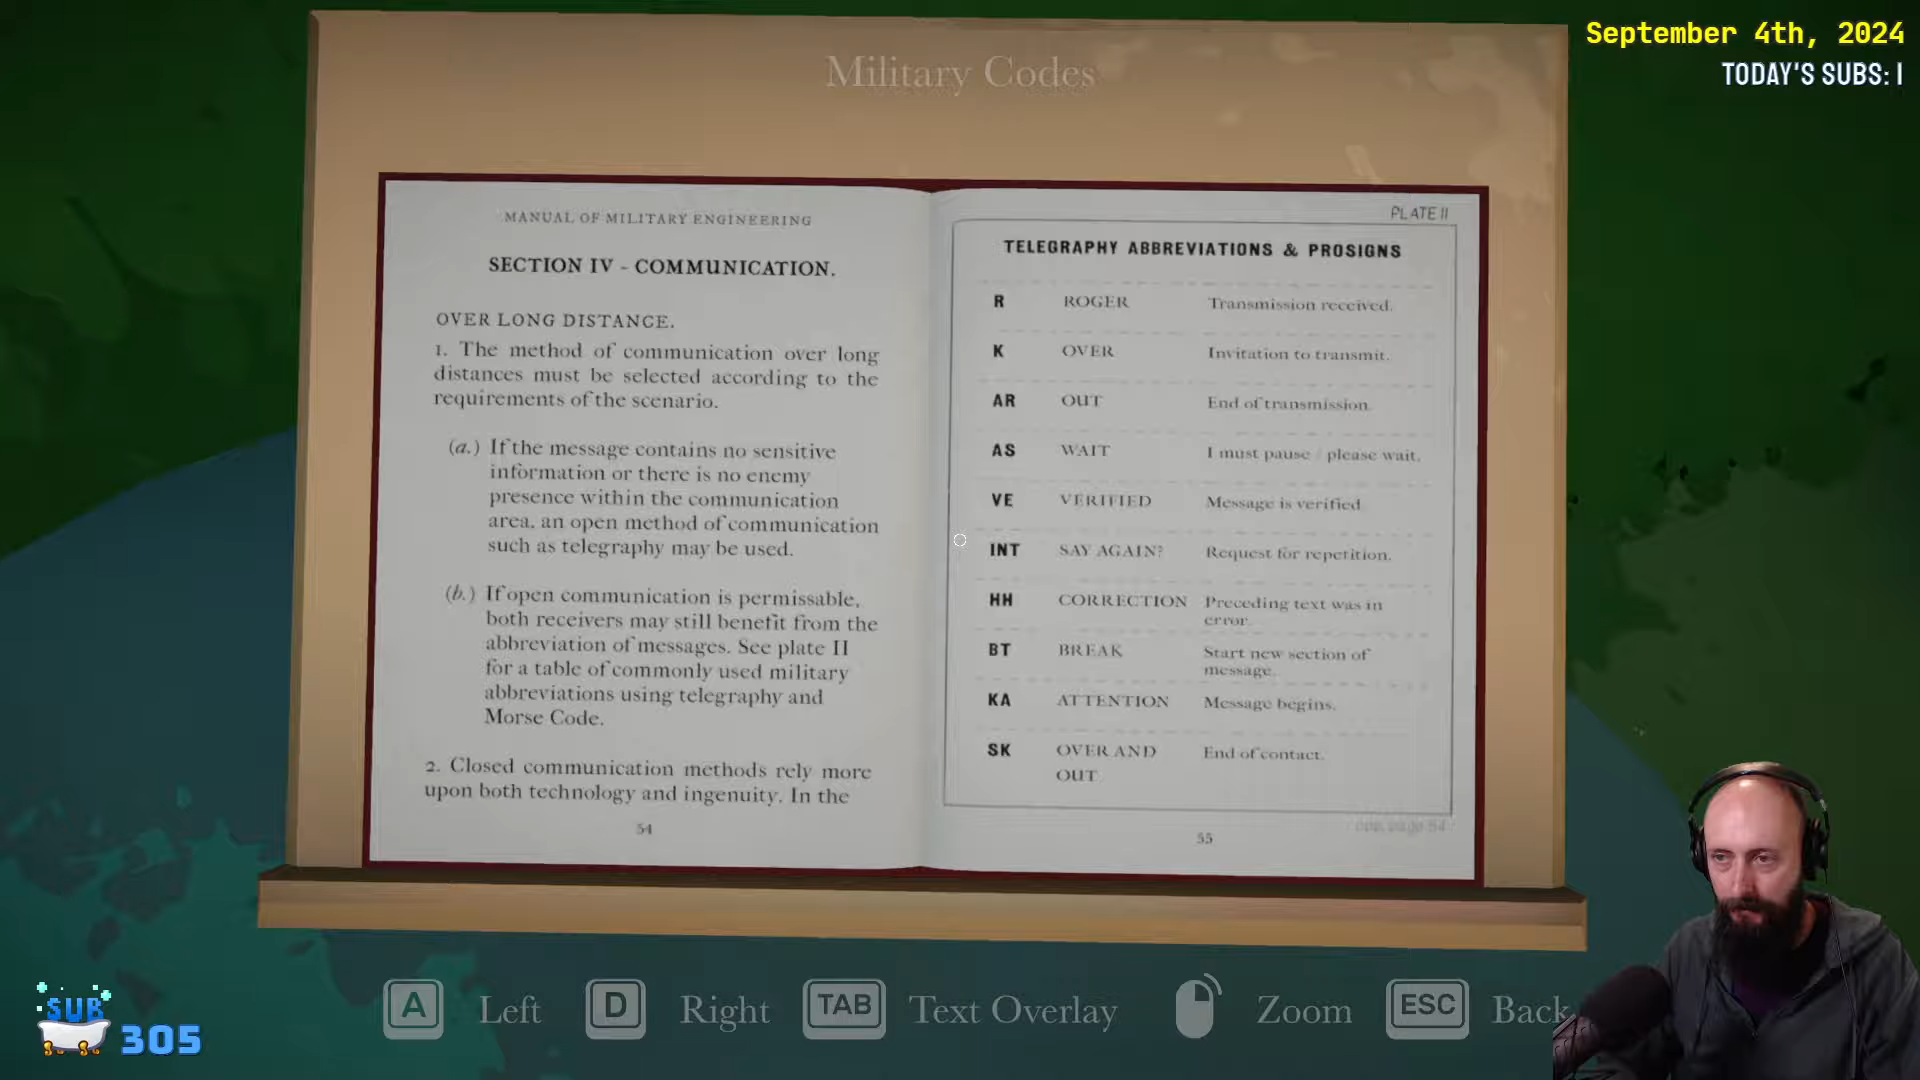 September 4th, 2024
TODAY'S SUBS: 1
Military Codes
MANUAL OF MILITARY ENGINEERING
SECTION IV - COMMUNICATION.
OVER LONG DISTANCE.
1. The method of communication over long
distances must be selected according to the
requirements of the scenario.
(a.) If the message contains no sensitive
information or there is no enemy
presence within the communication
area, an open method of communication
such as telegraphy may be used.
(b.) If open communication is permissable,
both receivers may still benefit from the
abbreviation of messages. See plate II
for a table of commonly used military
abbreviations using telegraphy and
Morse Code.
2. Closed communication methods rely more
upon both technology and ingenuity. In the
54
PLATE II
TELEGRAPHY ABBREVIATIONS & PROSIGNS
R ROGER Transmission received.
K OVER Invitation to transmit.
AR OUT End of transmission.
AS WAIT I must pause / please wait.
VE VERIFIED Message is verified.
INT SAY AGAIN? Request for repetition.
HH CORRECTION Preceding text was in
error.
BT BREAK Start new section of
message.
KA ATTENTION Message begins.
SK OVER AND End of contact.
OUT
55
A Left D Right TAB Text Overlay Zoom ESC Back
SUB
305